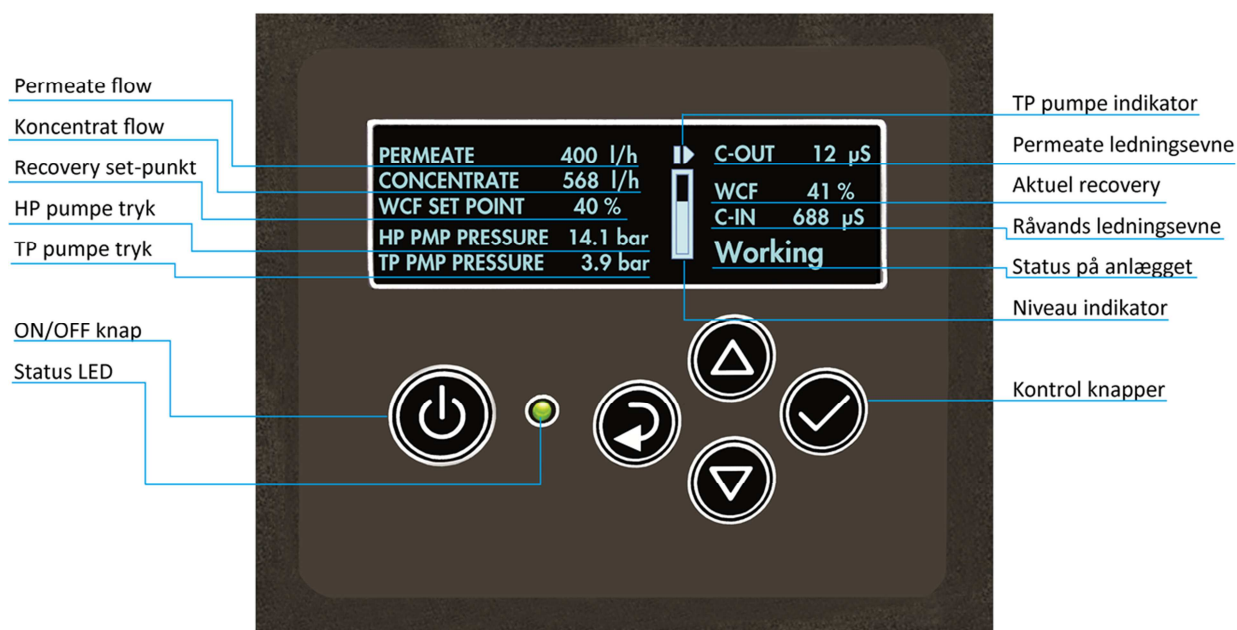 Permeate flow
Koncentrat flow
Recovery set-punkt
HP pumpe tryk
TP pumpe tryk
ON/OFF knap
Status LED
PERMEATE 400 l/h
CONCENTRATE 568 l/h
WCF SET POINT 40 %
HP PMP PRESSURE 14.1 bar
TP PMP PRESSURE 3.9 bar
C-OUT 12 µS
WCF 41 %
C-IN 688 µS
Working
TP pumpe indikator
Permeate ledningsevne
Aktuel recovery
Råvands ledningsevne
Status på anlægget
Niveau indikator
Kontrol knapper